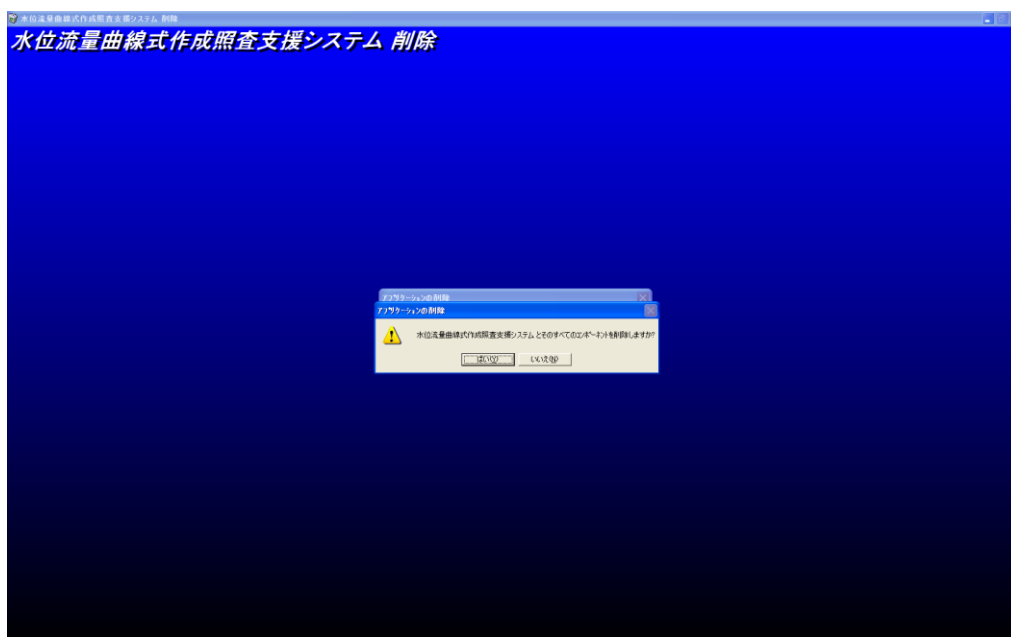 水位流量曲線式作成照査支援システム 削除
水位流量曲線式作成照査支援システム 削除
アプリケーションの削除
アプリケーションの削除
水位流量曲線式作成照査支援システム とそのすべてのコンポーネントを削除しますか?
はい(Y)
いいえ(N)